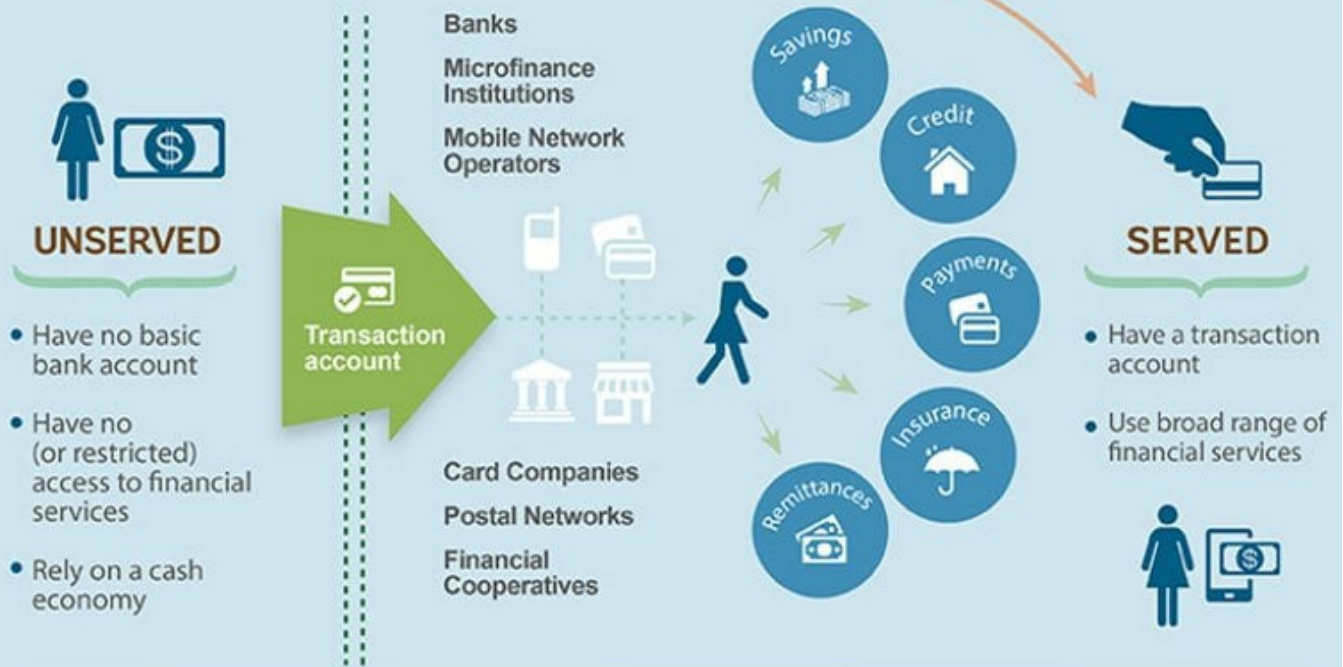 UNSERVED
• Have no basic
bank account
• Have no
(or restricted)
access to financial
services
• Rely on a cash
economy
Transaction
account
Banks
Microfinance
Institutions
Mobile Network
Operators
Card Companies
Postal Networks
Financial
Cooperatives
Savings
Credit
Payments
Insurance
Remittances
SERVED
• Have a transaction
account
• Use broad range of
financial services